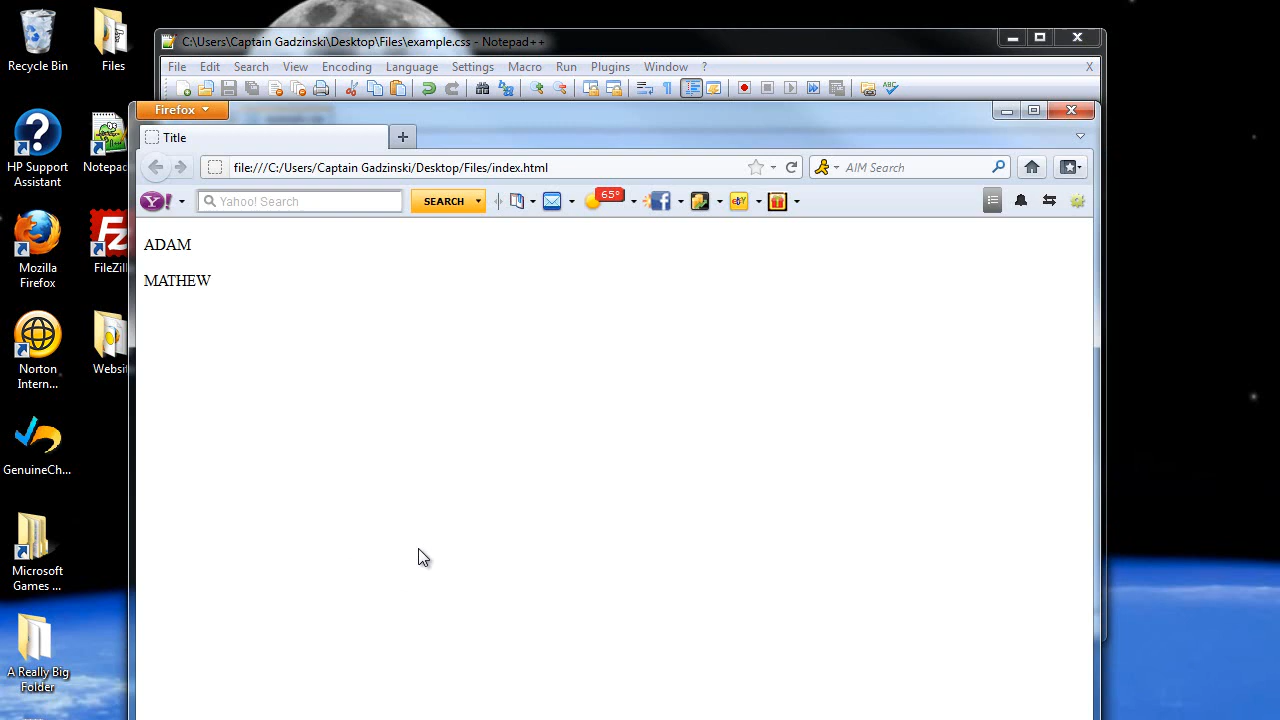 Recycle Bin
Files
HP Support
Assistant
Notepa
Mozilla
Firefox
FileZill
Norton
Intern...
Websit
GenuineCh...
Microsoft
Games ...
A Really Big
Folder
C:\Users\Captain Gadzinski\Desktop\Files\example.css - Notepad++
File Edit Search View Encoding Language Settings Macro Run Plugins Window ? X
Firefox
Title
file:///C:/Users/Captain Gadzinski/Desktop/Files/index.html
AIM Search
Y! Yahoo! Search SEARCH 65°
ADAM
MATHEW